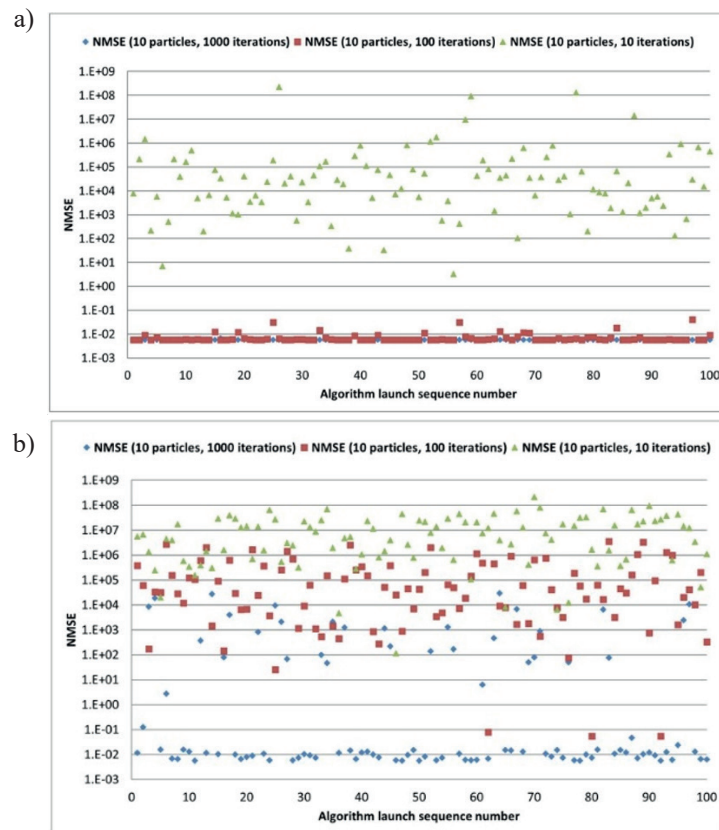 a)
NMSE (10 particles, 1000 iterations) NMSE (10 particles, 100 iterations) NMSE (10 particles, 10 iterations)
1.E+09
1.E+08
1.E+07
1.E+06
1.E+05
1.E+04
1.E+03
1.E+02
1.E+01
1.E+00
1.E-01
1.E-02
1.E-03
NMSE
0 10 20 30 40 50 60 70 80 90 100
Algorithm launch sequence number
b)
NMSE (10 particles, 1000 iterations) NMSE (10 particles, 100 iterations) NMSE (10 particles, 10 iterations)
1.E+09
1.E+08
1.E+07
1.E+06
1.E+05
1.E+04
1.E+03
1.E+02
1.E+01
1.E+00
1.E-01
1.E-02
1.E-03
NMSE
0 10 20 30 40 50 60 70 80 90 100
Algorithm launch sequence number